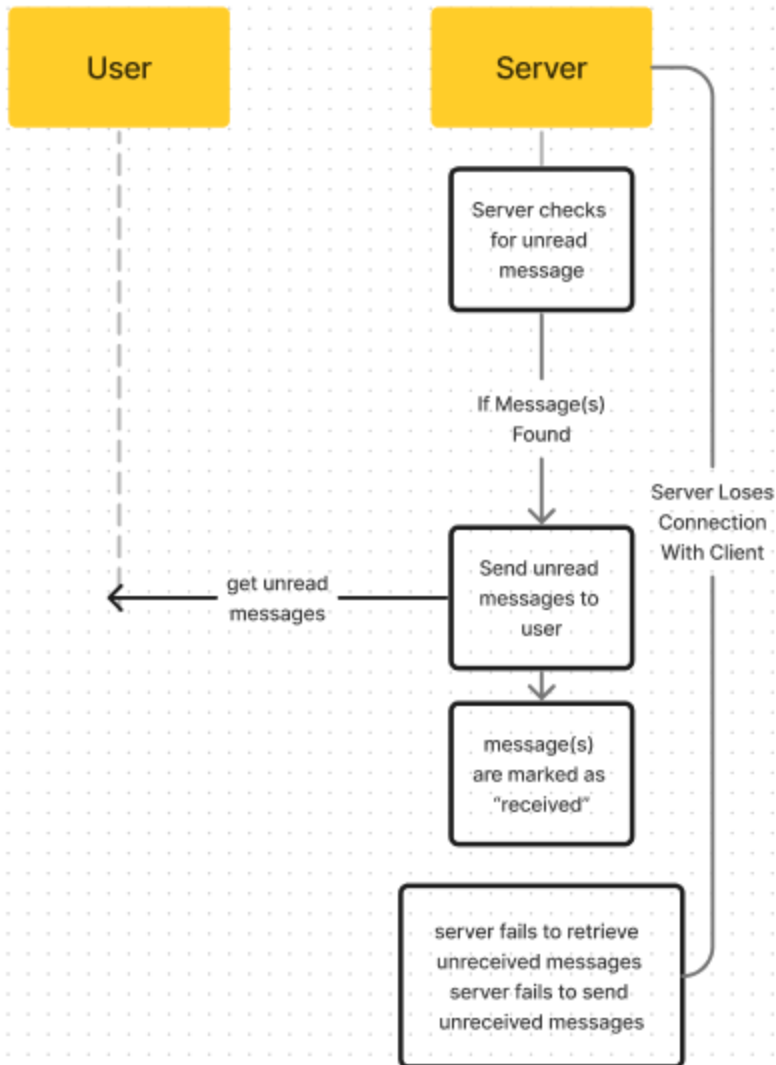 User
Server
Server checks
for unread
message
If Message(s)
Found
Server Loses
Connection
With Client
Send unread
messages to
user
get unread
messages
message(s)
are marked as
“received”
server fails to retrieve
unreceived messages
server fails to send
unreceived messages